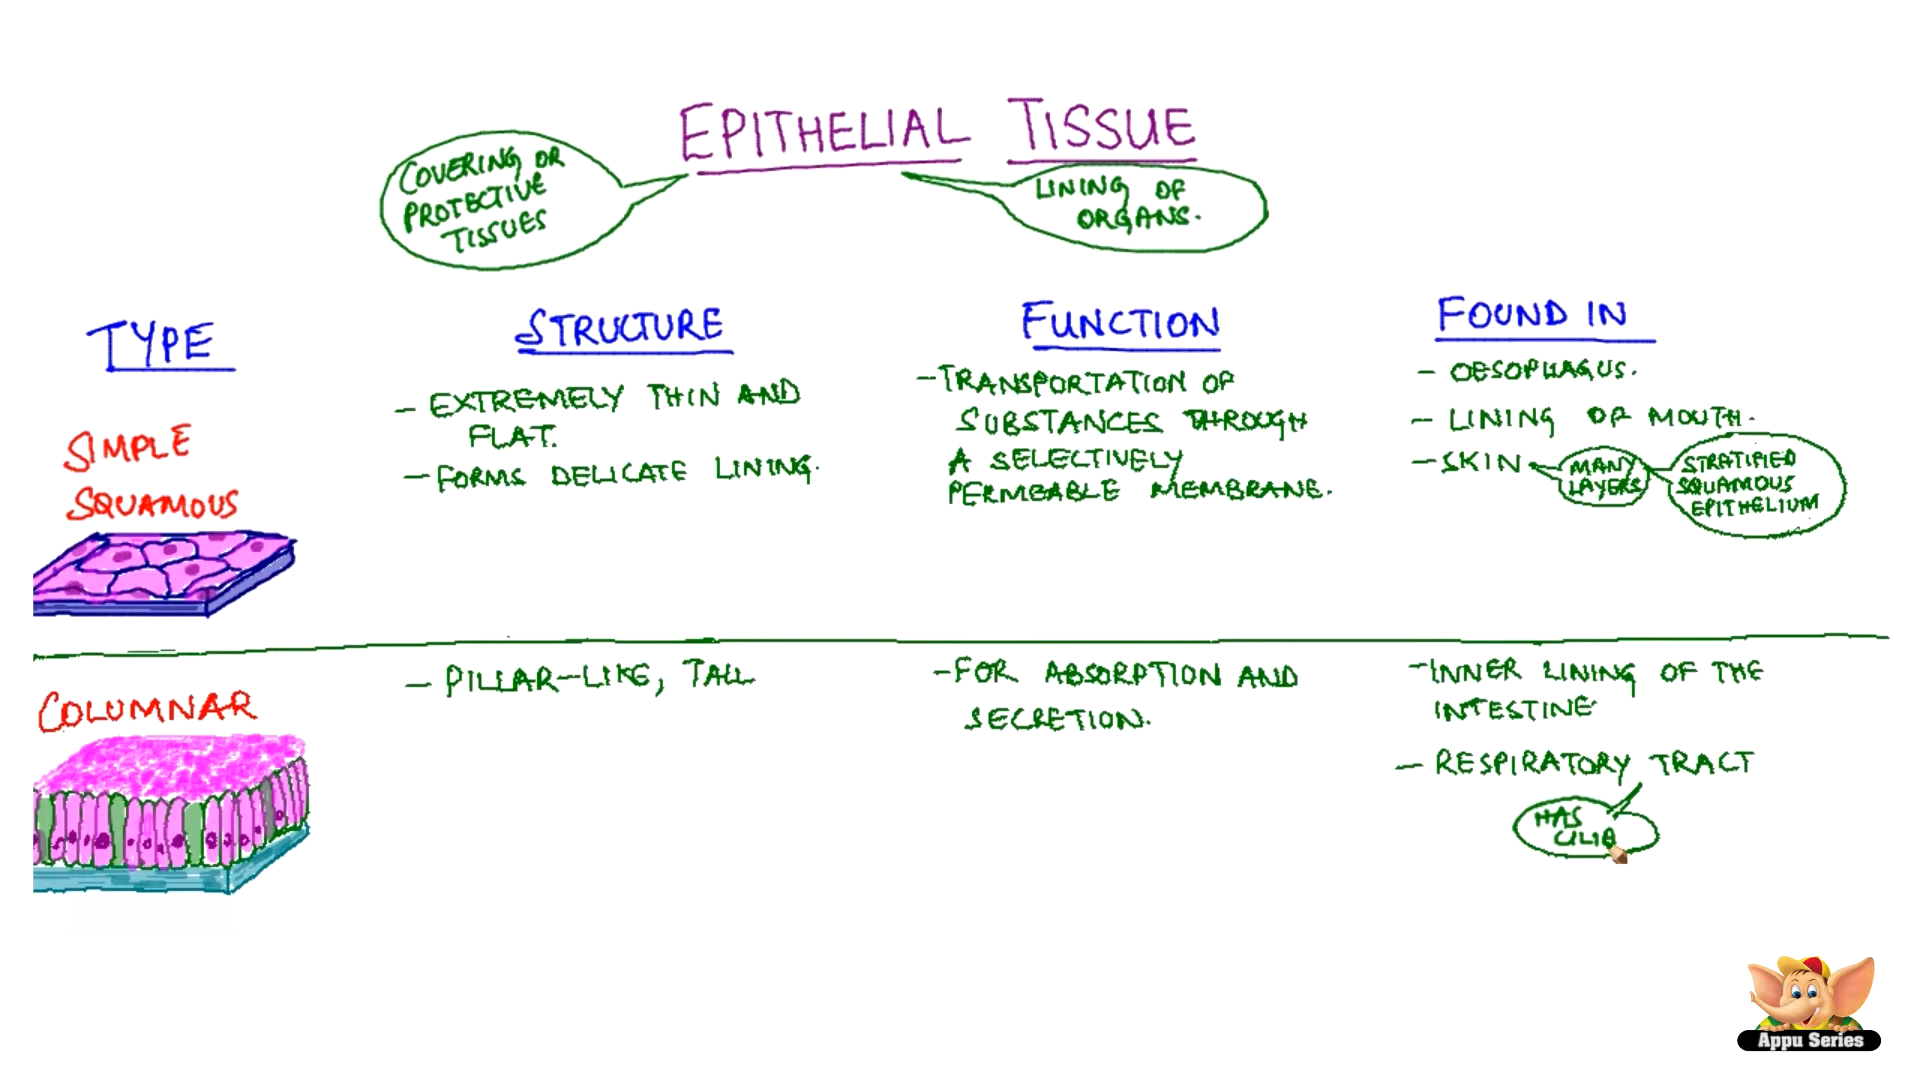 EPITHELIAL TISSUE
COVERING OR
PROTECTIVE
TISSUES
LINING OF
ORGANS.
TYPE
STRUCTURE
FUNCTION
FOUND IN
SIMPLE
SQUAMOUS
- EXTREMELY THIN AND
FLAT.
- FORMS DELICATE LINING.
- TRANSPORTATION OF
SUBSTANCES THROUGH
A SELECTIVELY
PERMEABLE MEMBRANE.
- OESOPHAGUS.
- LINING OF MOUTH.
- SKIN
MANY
LAYERS
STRATIFIED
SQUAMOUS
EPITHELIUM
COLUMNAR
- PILLAR-LIKE, TALL
- FOR ABSORPTION AND
SECRETION.
- INNER LINING OF THE
INTESTINE
- RESPIRATORY TRACT
HAS
CILIA
Appu Series